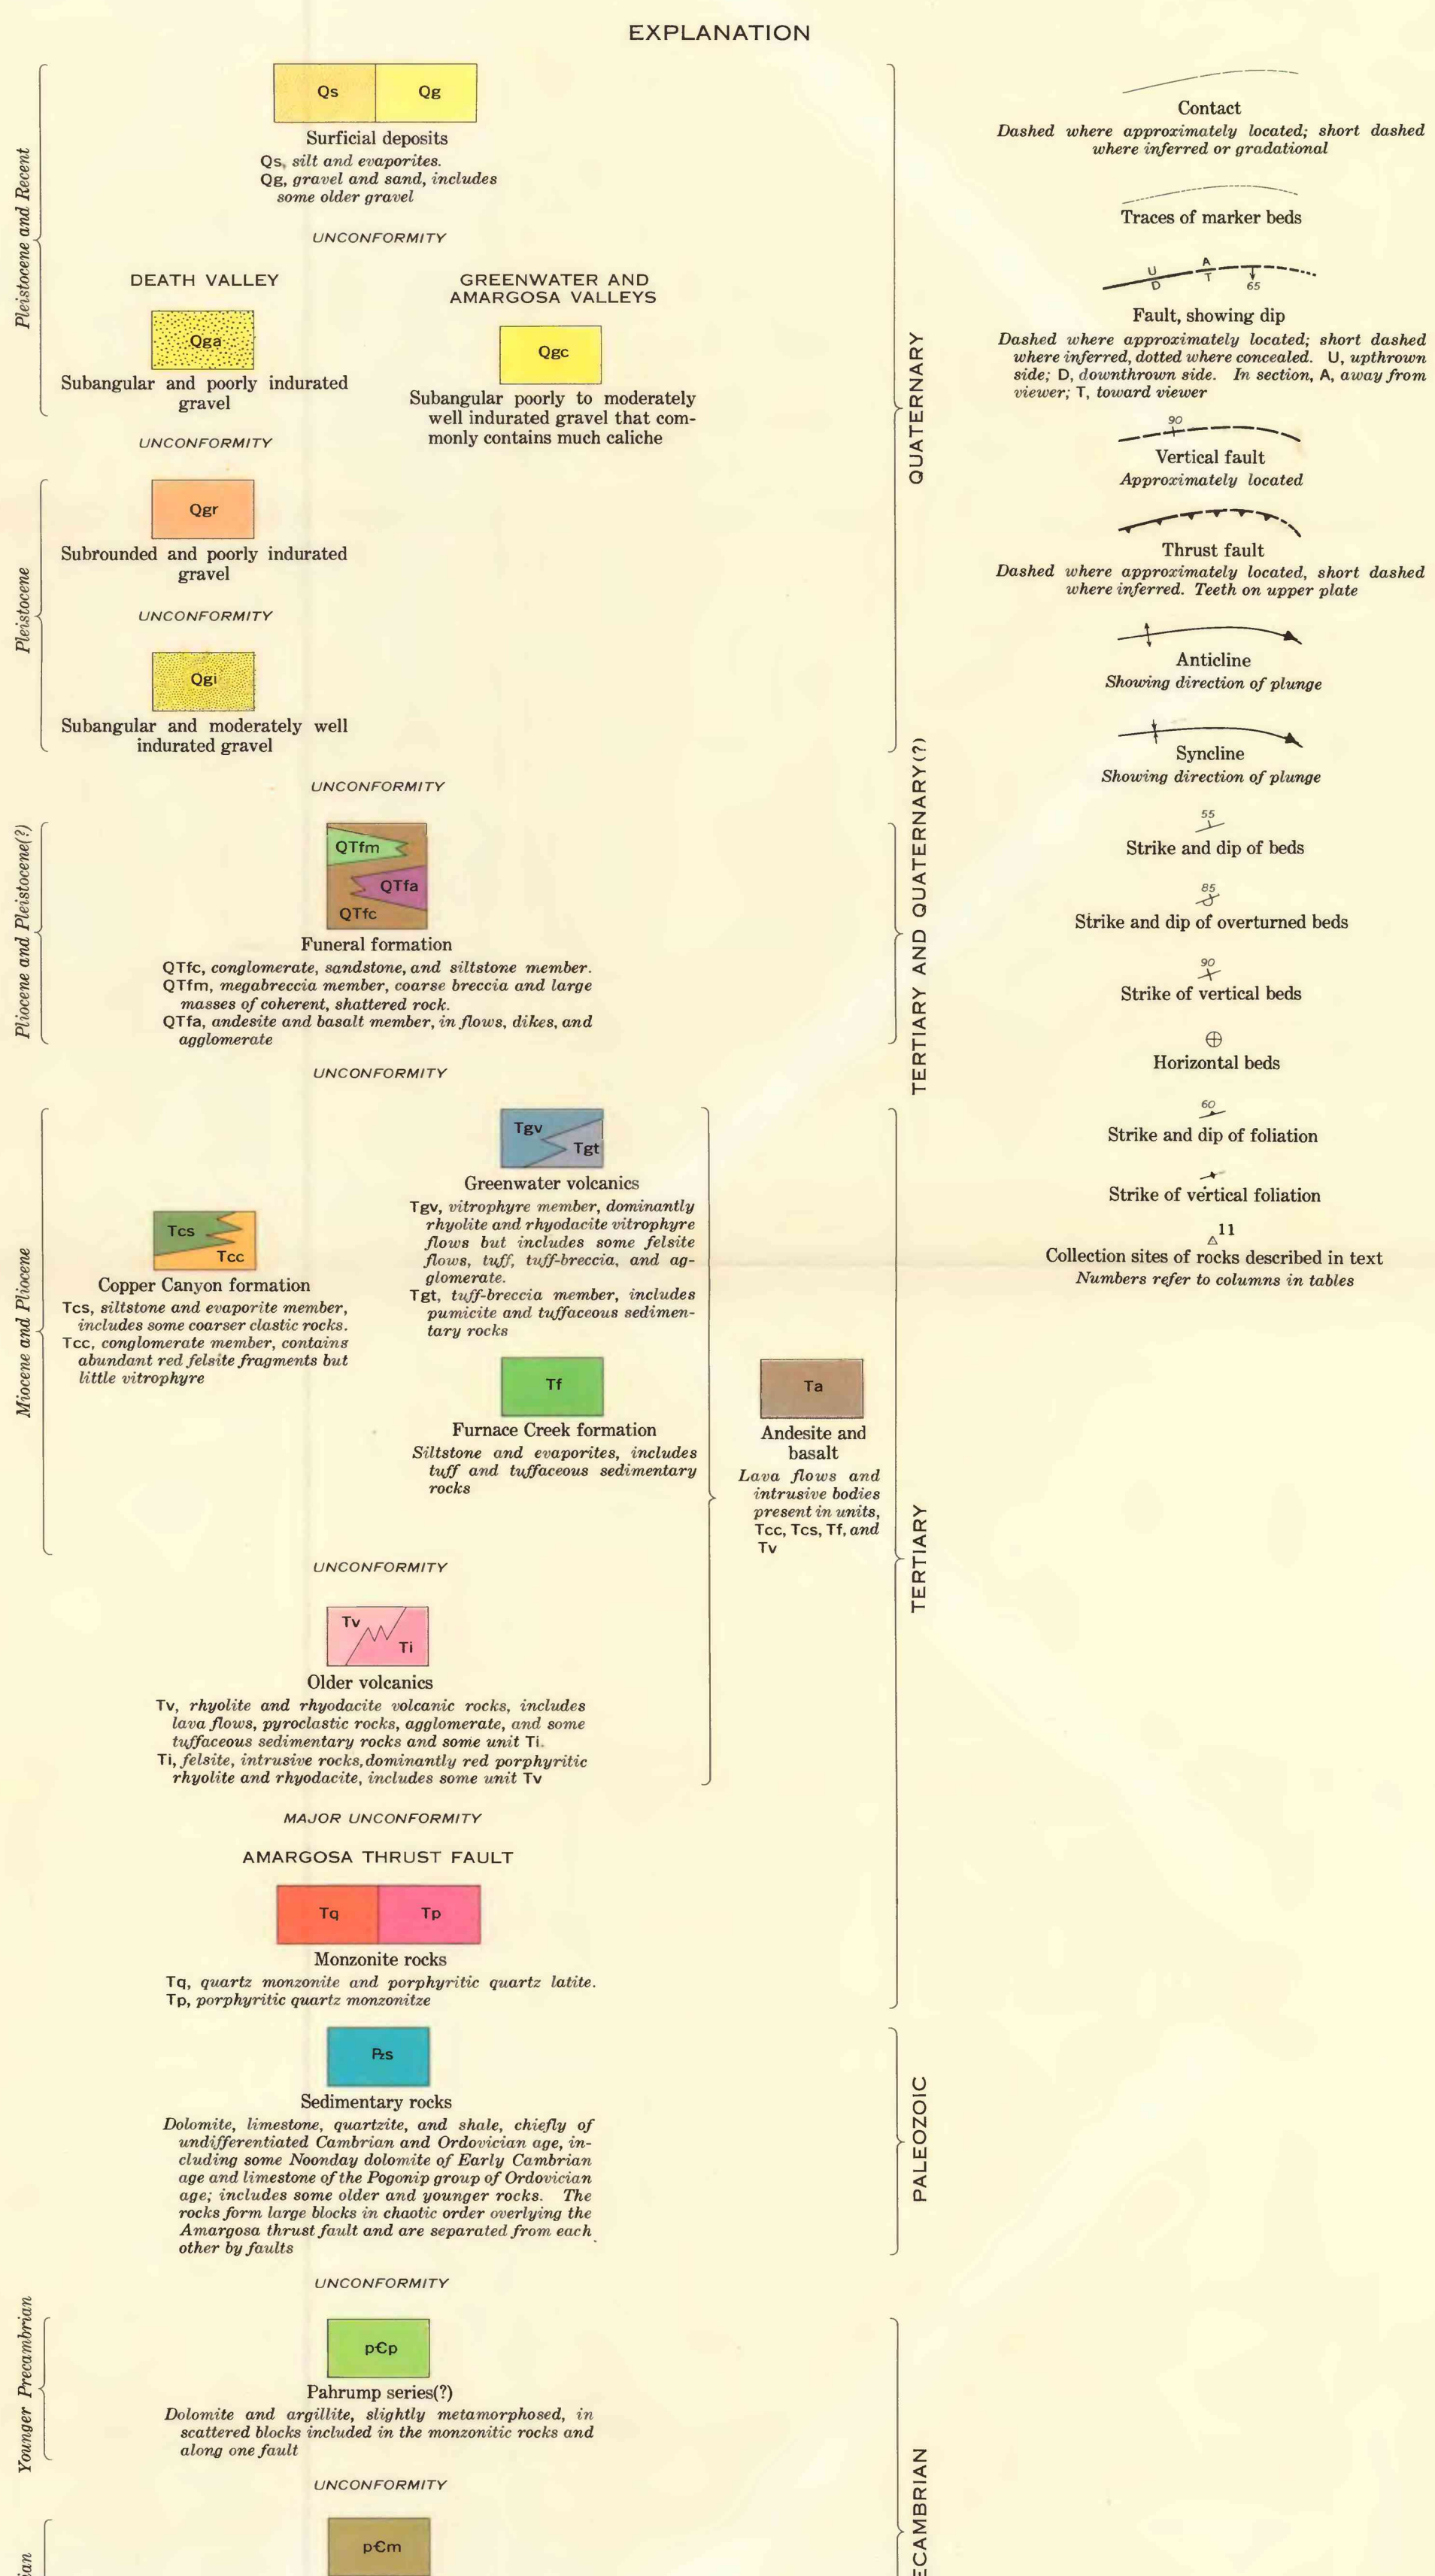 EXPLANATION
Pleistocene and Recent
Qs
Qg
Surficial deposits
Qs, silt and evaporites.
Qg, gravel and sand, includes
some older gravel
UNCONFORMITY
DEATH VALLEY
Qga
Subangular and poorly indurated
gravel
GREENWATER AND
AMARGOSA VALLEYS
Qgc
Subangular poorly to moderately
well indurated gravel that com-
monly contains much caliche
UNCONFORMITY
Pleistocene
Qgr
Subrounded and poorly indurated
gravel
UNCONFORMITY
Qgi
Subangular and moderately well
indurated gravel
QUATERNARY
UNCONFORMITY
Pliocene and Pleistocene(?)
QTfm
QTfa
QTfc
Funeral formation
QTfc, conglomerate, sandstone, and siltstone member.
QTfm, megabreccia member, coarse breccia and large
masses of coherent, shattered rock.
QTfa, andesite and basalt member, in flows, dikes, and
agglomerate
TERTIARY AND QUATERNARY(?)
UNCONFORMITY
Miocene and Pliocene
Tcs
Tcc
Copper Canyon formation
Tcs, siltstone and evaporite member,
includes some coarser clastic rocks.
Tcc, conglomerate member, contains
abundant red felsite fragments but
little vitrophyre
Tgv
Tgt
Greenwater volcanics
Tgv, vitrophyre member, dominantly
rhyolite and rhyodacite vitrophyre
flows but includes some felsite
flows, tuff, tuff-breccia, and ag-
glomerate.
Tgt, tuff-breccia member, includes
pumicite and tuffaceous sedimen-
tary rocks
Tf
Furnace Creek formation
Siltstone and evaporites, includes
tuff and tuffaceous sedimentary
rocks
Ta
Andesite and
basalt
Lava flows and
intrusive bodies
present in units,
Tcc, Tcs, Tf, and
Tv
UNCONFORMITY
Tv
Ti
Older volcanics
Tv, rhyolite and rhyodacite volcanic rocks, includes
lava flows, pyroclastic rocks, agglomerate, and some
tuffaceous sedimentary rocks and some unit Ti.
Ti, felsite, intrusive rocks, dominantly red porphyritic
rhyolite and rhyodacite, includes some unit Tv
MAJOR UNCONFORMITY
AMARGOSA THRUST FAULT
Tq
Tp
Monzonite rocks
Tq, quartz monzonite and porphyritic quartz latite.
Tp, porphyritic quartz monzonitze
TERTIARY
Pzs
Sedimentary rocks
Dolomite, limestone, quartzite, and shale, chiefly of
undifferentiated Cambrian and Ordovician age, in-
cluding some Noonday dolomite of Early Cambrian
age and limestone of the Pogonip group of Ordovician
age; includes some older and younger rocks. The
rocks form large blocks in chaotic order overlying the
Amargosa thrust fault and are separated from each
other by faults
PALEOZOIC
UNCONFORMITY
Younger Precambrian
p€p
Pahrump series(?)
Dolomite and argillite, slightly metamorphosed, in
scattered blocks included in the monzonitic rocks and
along one fault
UNCONFORMITY
p€m
ian
ECAMBRIAN
Contact
Dashed where approximately located; short dashed
where inferred or gradational
Traces of marker beds
U
D
A
T
65
Fault, showing dip
Dashed where approximately located; short dashed
where inferred, dotted where concealed. U, upthrown
side; D, downthrown side. In section, A, away from
viewer; T, toward viewer
90
Vertical fault
Approximately located
Thrust fault
Dashed where approximately located, short dashed
where inferred. Teeth on upper plate
Anticline
Showing direction of plunge
Syncline
Showing direction of plunge
55
Strike and dip of beds
85
Strike and dip of overturned beds
90
Strike of vertical beds
Horizontal beds
60
Strike and dip of foliation
Strike of vertical foliation
11
Collection sites of rocks described in text
Numbers refer to columns in tables